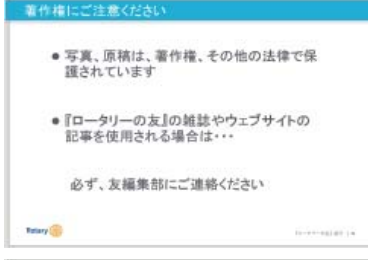 著作権にご注意ください
● 写真、原稿は、著作権、その他の法律で保
護されています
● 『ロータリーの友』の雑誌やウェブサイトの
記事を使用される場合は・・・
必ず、友編集部にご連絡ください
Rotary